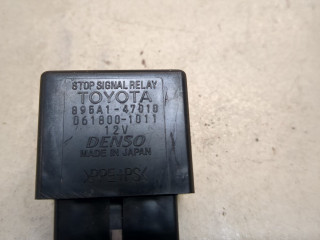 STOP SIGNAL RELAY
TOYOTA
895A1-47010
061800-1011
12V
DENSO
MADE IN JAPAN